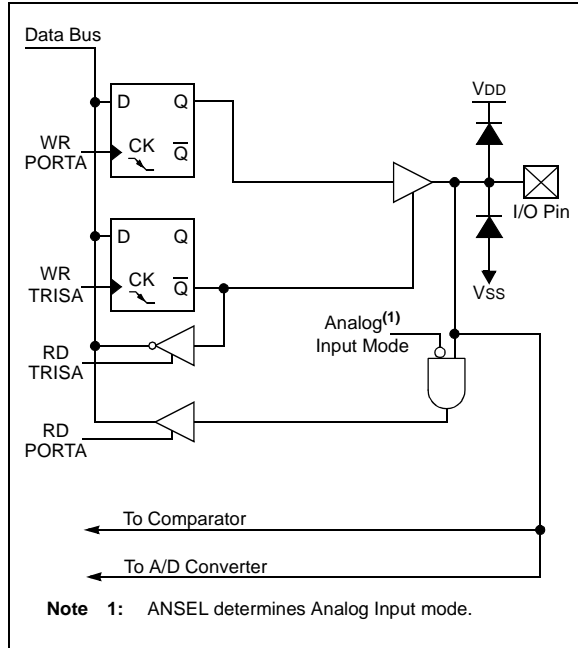 Data Bus
D Q
WR
PORTA
CK Q
VDD
I/O Pin
D Q
WR
TRISA
CK Q
VSS
Analog(1)
Input Mode
RD
TRISA
RD
PORTA
To Comparator
To A/D Converter
Note 1: ANSEL determines Analog Input mode.